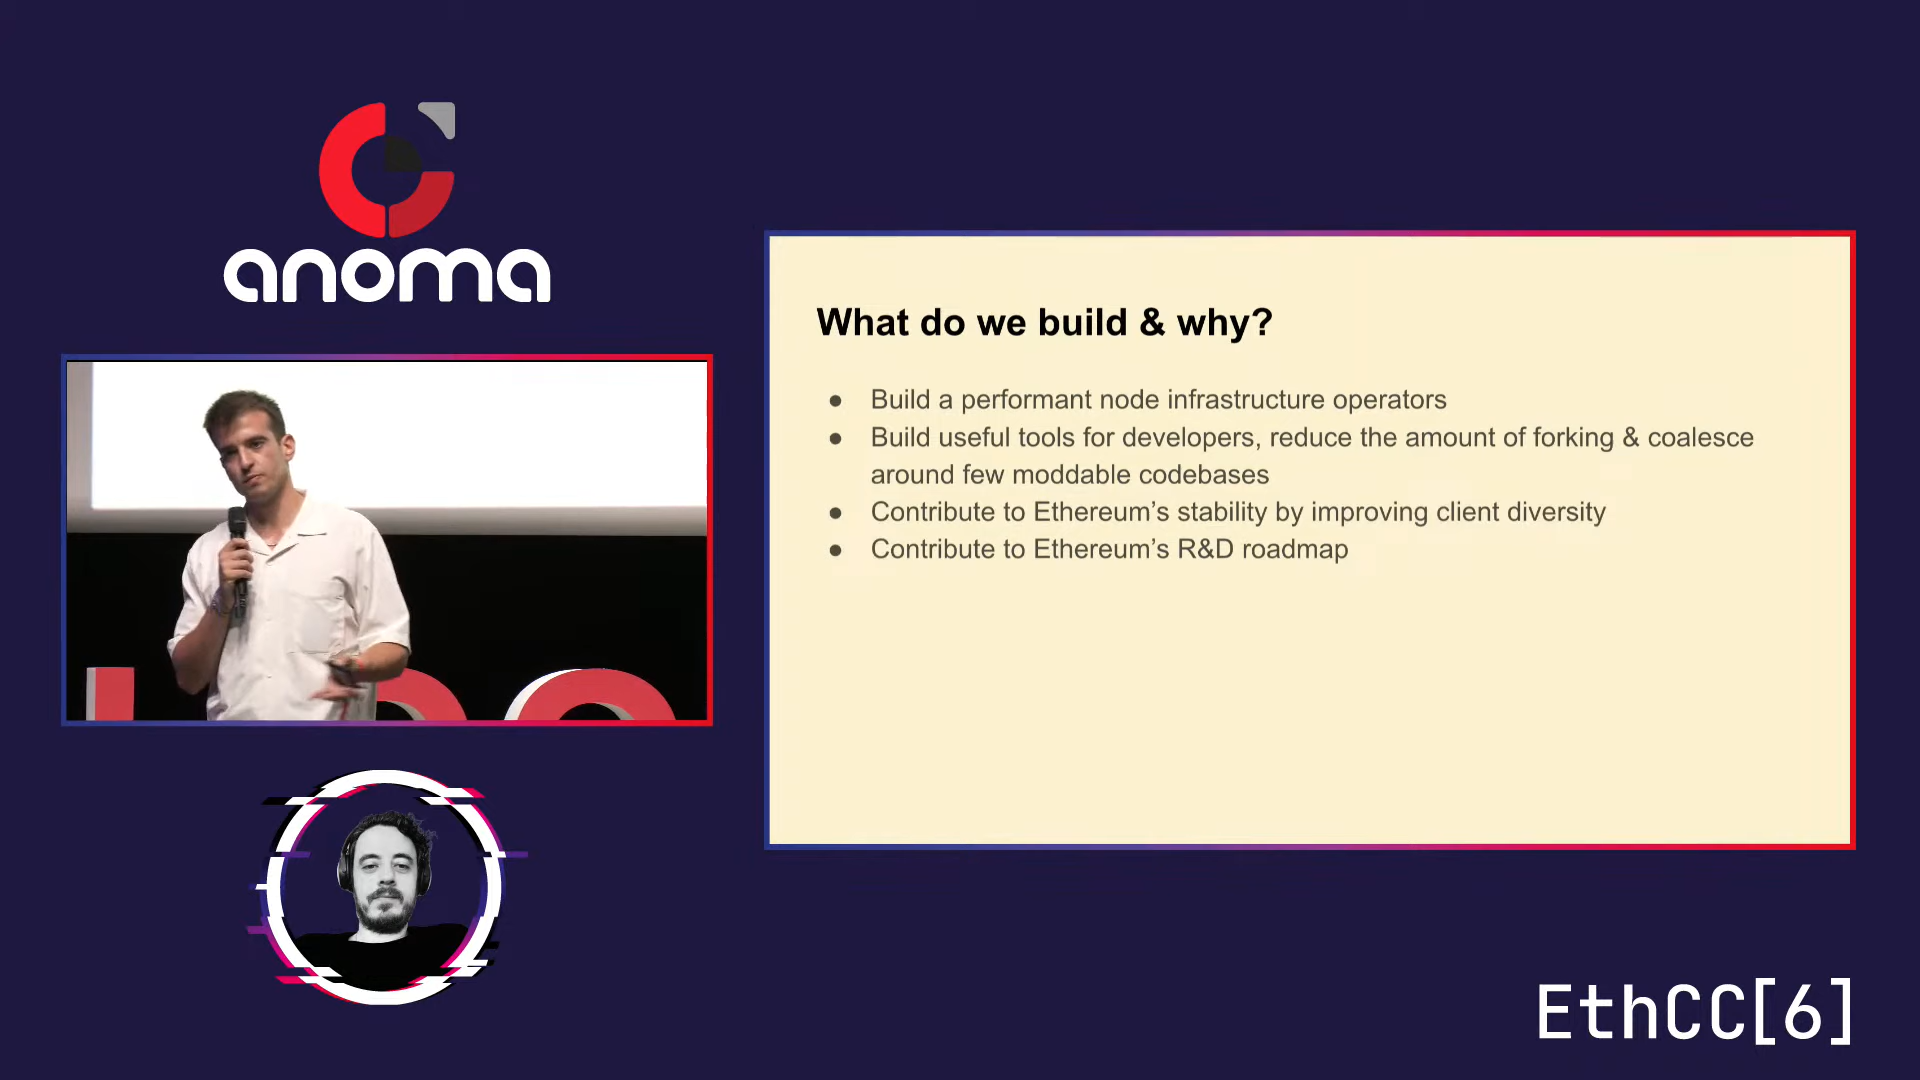 anoma
What do we build & why?
● Build a performant node infrastructure operators
● Build useful tools for developers, reduce the amount of forking & coalesce
around few moddable codebases
● Contribute to Ethereum’s stability by improving client diversity
● Contribute to Ethereum’s R&D roadmap
EthCC[6]